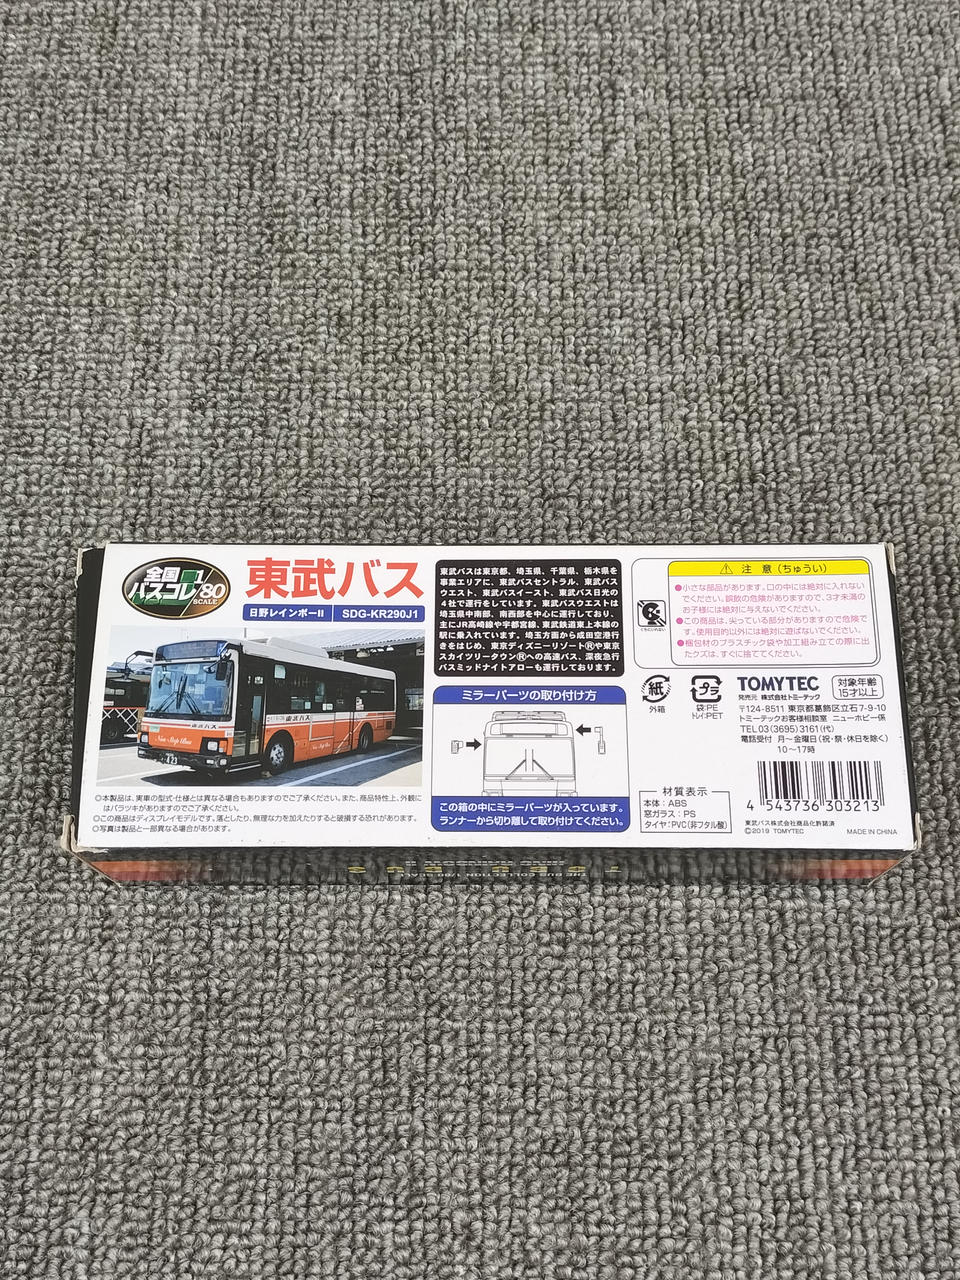 全国
バスコレ
1/80
SCALE
東武バス
日野レインボーII SDG-KR290J1
東武バス
Non Step Bus
◎本製品は、実車の型式・仕様とは異なる場合もありますのでご了承ください。また、商品特性上、外観に
はバラツキがありますのでご了承ください。
◎この商品はディスプレイモデルです。落としたり、無理な力を加えたりすると破損する恐れがあります。
◎写真は製品と一部異なる場合があります。
東武バスは東京都、埼玉県、千葉県、栃木県を
事業エリアに、東武バスセントラル、東武バス
ウエスト、東武バスイースト、東武バス日光の
4社で運行をしています。東武バスウエストは
埼玉県中南部、南西部を中心に運行しており、
主にJR高崎線や宇都宮線、東武鉄道東上本線の
駅に乗入れています。埼玉方面から成田空港行
きをはじめ、東京ディズニーリゾート®や東京
スカイツリータウン®への高速バス、深夜急行
バスミッドナイトアローも運行しております。
ミラーパーツの取り付け方
この箱の中にミラーパーツが入っています。
ランナーから切り離して取り付けてください。
注意(ちゅうい)
●小さな部品があります。口の中には絶対に入れない
でください。誤飲の危険がありますので、3才未満の
お子様には絶対に与えないでください。
●この商品は、尖っている部分がありますので危険で
す。使用目的以外には絶対に遊ばないでください。
●梱包材のプラスチック袋や加工組み立ての際に出
たクズは、すぐに捨ててください。
くちにいれない
紙
外箱
プラ
袋:PE
トレイ:PET
TOMYTEC
発売元 株式会社トミーテック
対象年齢
15才以上
〒124-8511 東京都葛飾区立石7-9-10
トミーテックお客様相談室 ニューホビー係
TEL03(3695)3161(代)
電話受付 月～金曜日(祝・祭・休日を除く)
10～17時
材質表示
本体:ABS
窓ガラス:PS
タイヤ:PVC(非フタル酸)
4 543736 303213
東武バス株式会社商品化許諾済
©2019 TOMYTEC MADE IN CHINA
THE BUS COLLECTION 1/80 SCALE